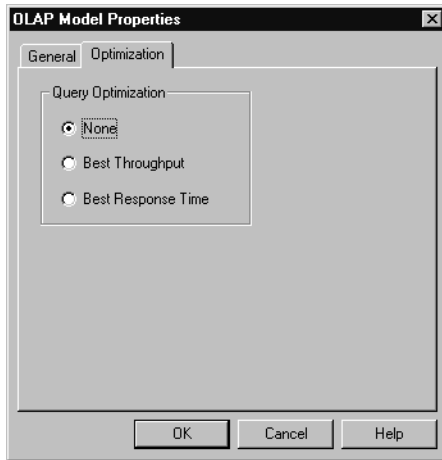 OLAP Model Properties
General Optimization
Query Optimization
None
Best Throughput
Best Response Time
OK Cancel Help